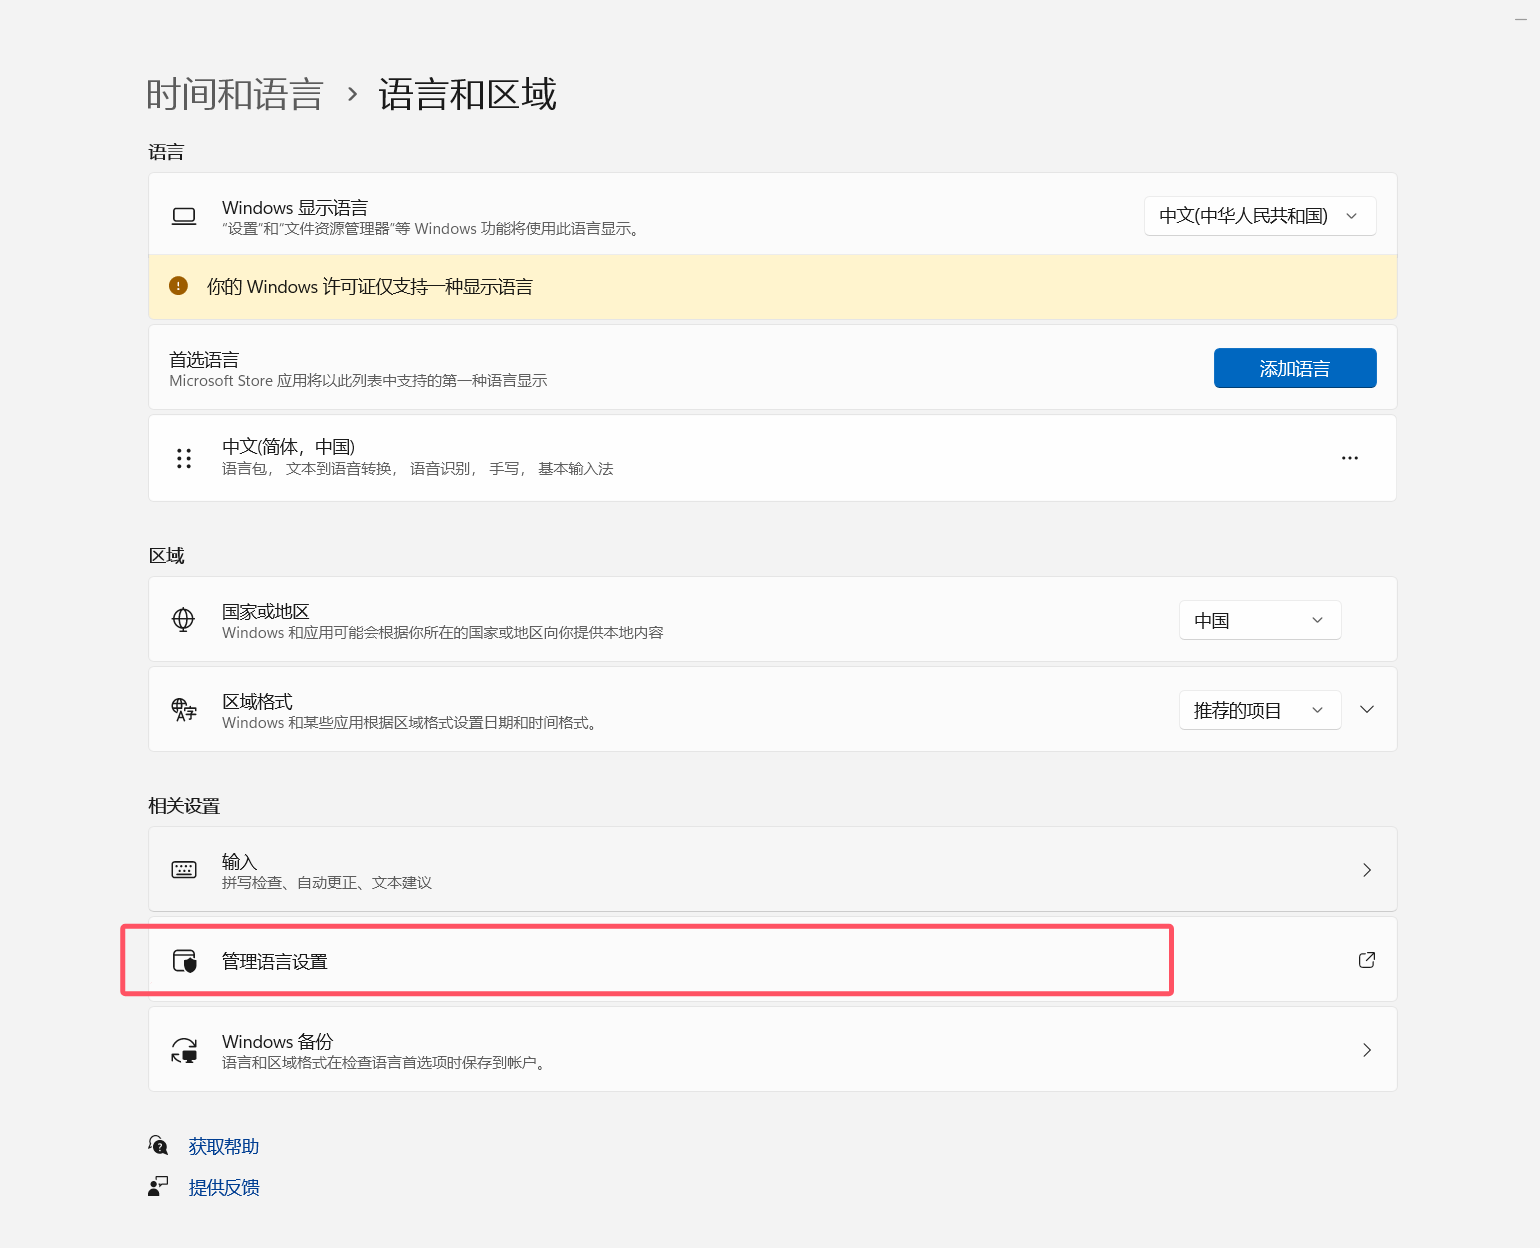 时间和语言 › 语言和区域
语言
Windows 显示语言
"设置"和"文件资源管理器"等 Windows 功能将使用此语言显示。
中文(中华人民共和国)
你的 Windows 许可证仅支持一种显示语言
首选语言
Microsoft Store 应用将以此列表中支持的第一种语言显示
添加语言
中文(简体，中国)
语言包， 文本到语音转换， 语音识别， 手写， 基本输入法
区域
国家或地区
Windows 和应用可能会根据你所在的国家或地区向你提供本地内容
中国
区域格式
Windows 和某些应用根据区域格式设置日期和时间格式。
推荐的项目
相关设置
输入
拼写检查、自动更正、文本建议
管理语言设置
Windows 备份
语言和区域格式在检查语言首选项时保存到帐户。
获取帮助
提供反馈